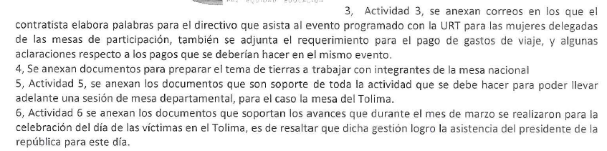 3, Actividad 3, se anexan correos en los que el
contratista elabora palabras para el directivo que asista al evento programado con la URT para las mujeres delegadas
de las mesas de participación, también se adjunta el requerimiento para el pago de gastos de viaje, y algunas
aclaraciones respecto a los pagos que se deberían hacer en el mismo evento.
4, Se anexan documentos para preparar el tema de tierras a trabajar con integrantes de la mesa nacional
5, Actividad 5, se anexan los documentos que son soporte de toda la actividad que se debe hacer para poder llevar
adelante una sesión de mesa departamental, para el caso la mesa del Tolima.
6, Actividad 6 se anexan los documentos que soportan los avances que durante el mes de marzo se realizaron para la
celebración del día de las víctimas en el Tolima, es de resaltar que dicha gestión logro la asistencia del presidente de la
república para este día.